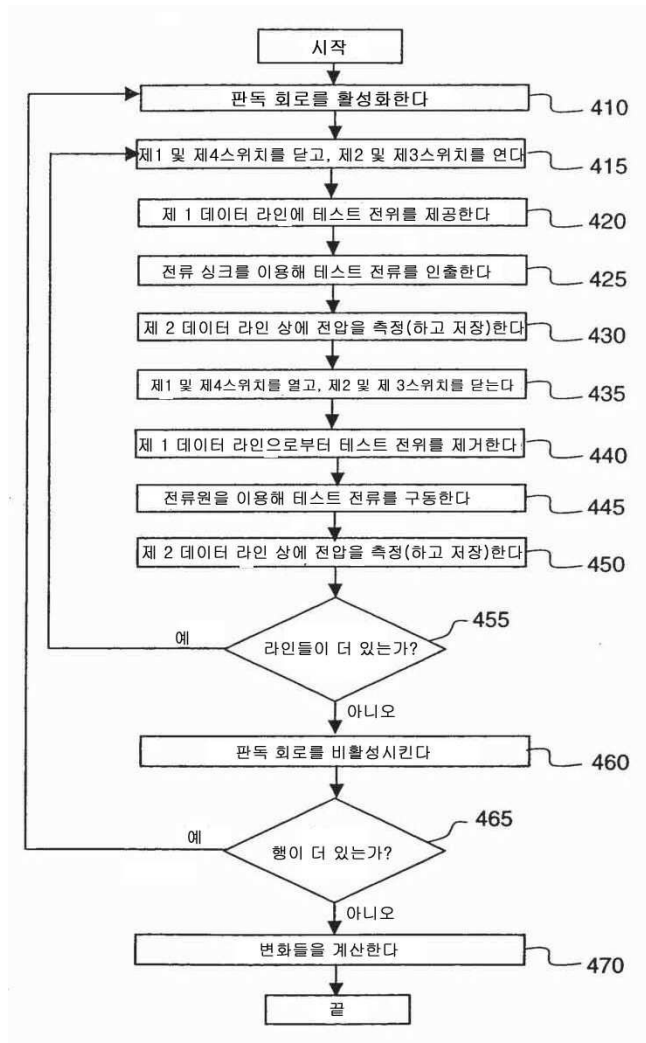 시작
판독 회로를 활성화한다
410
제1 및 제4스위치를 닫고, 제2 및 제3스위치를 연다
415
제 1 데이터 라인에 테스트 전위를 제공한다
420
전류 싱크를 이용해 테스트 전류를 인출한다
425
제 2 데이터 라인 상에 전압을 측정(하고 저장)한다
430
제1 및 제4스위치를 열고, 제2 및 제 3스위치를 닫는다
435
제 1 데이터 라인으로부터 테스트 전위를 제거한다
440
전류원을 이용해 테스트 전류를 구동한다
445
제 2 데이터 라인 상에 전압을 측정(하고 저장)한다
450
예
라인들이 더 있는가?
455
아니오
판독 회로를 비활성시킨다
460
예
행이 더 있는가?
465
아니오
변화들을 계산한다
470
끝